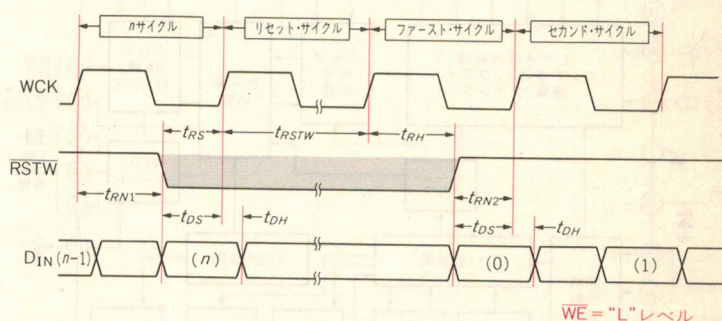 nサイクル リセット・サイクル ファースト・サイクル セカンド・サイクル
WCK
tRS tRSTW tRH
RSTW
tRN1 tRN2
tDS tDH tDS tDH
DIN (n-1) (n) (0) (1)
WE="L"レベル